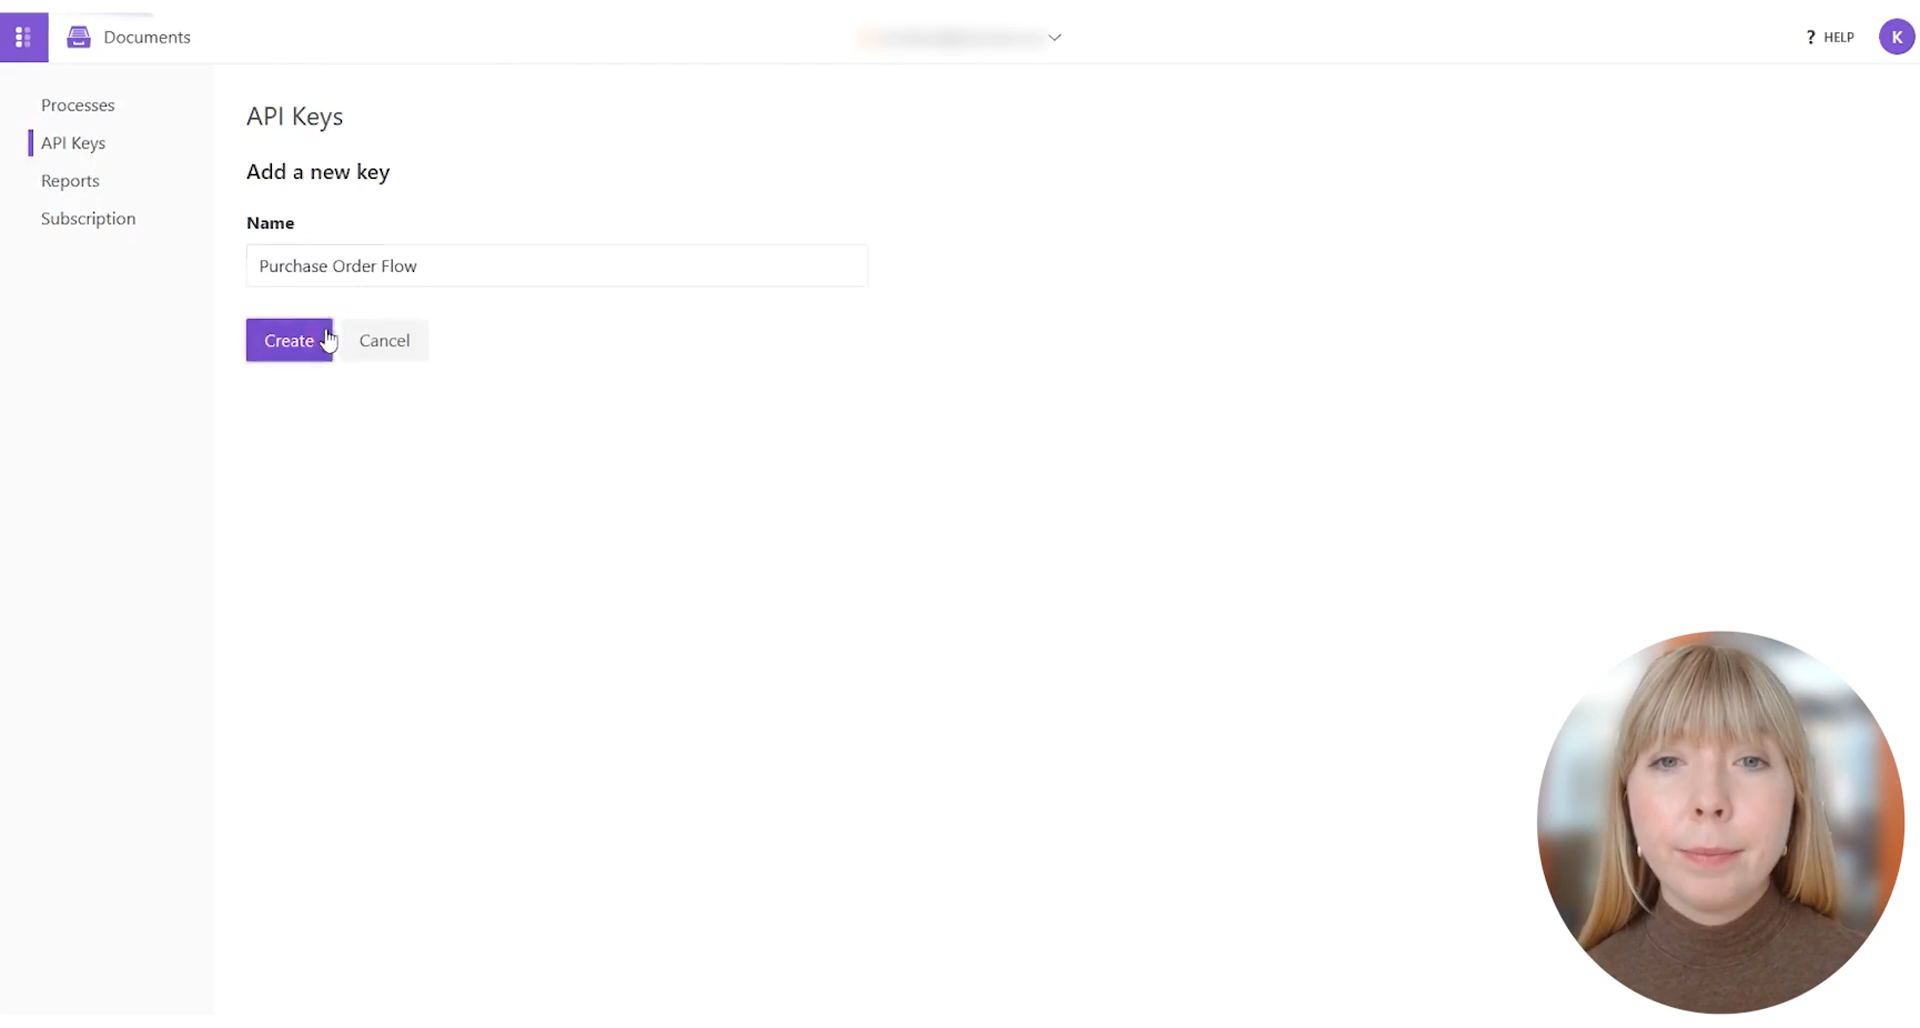 Documents
? HELP
K
Processes
API Keys
Reports
Subscription
API Keys
Add a new key
Name
Purchase Order Flow
Create
Cancel